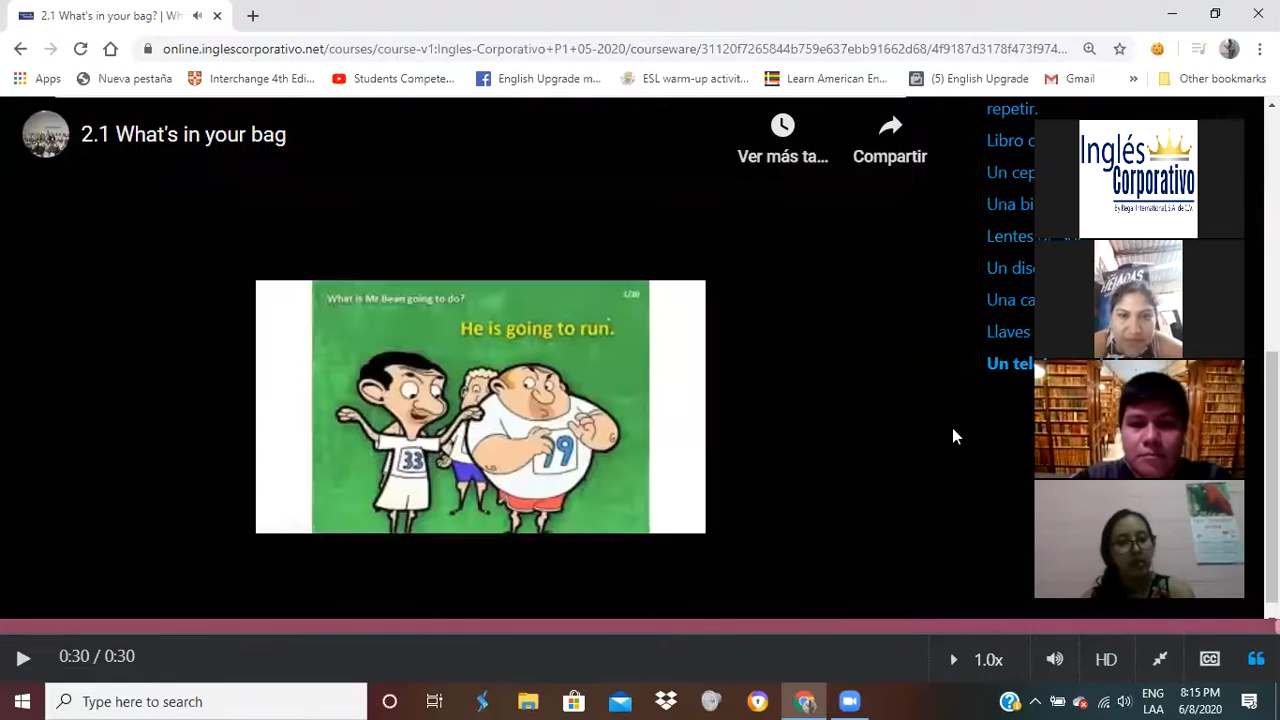 2.1 What's in your bag? | Wh
online.inglescorporativo.net/courses/course-v1:Ingles-Corporativo+P1+05-2020/courseware/31120f7265844b759e637ebb91662d68/4f9187d3178f473f974...
Apps
Nueva pestaña
Interchange 4th Edi...
Students Compete...
English Upgrade m...
ESL warm-up activit...
Learn American En...
(5) English Upgrade
Gmail
»
Other bookmarks
2.1 What's in your bag
Ver más ta...
Compartir
repetir.
Libro
Un cep
Una bi
Lentes
Un dis
Una ca
Llaves
Un tel
Inglés
Corporativo
What is Mr.Bean going to do?
1/20
He is going to run.
33
79
0:30 / 0:30
1.0x
HD
CC
Type here to search
ENG
LAA
8:15 PM
6/8/2020